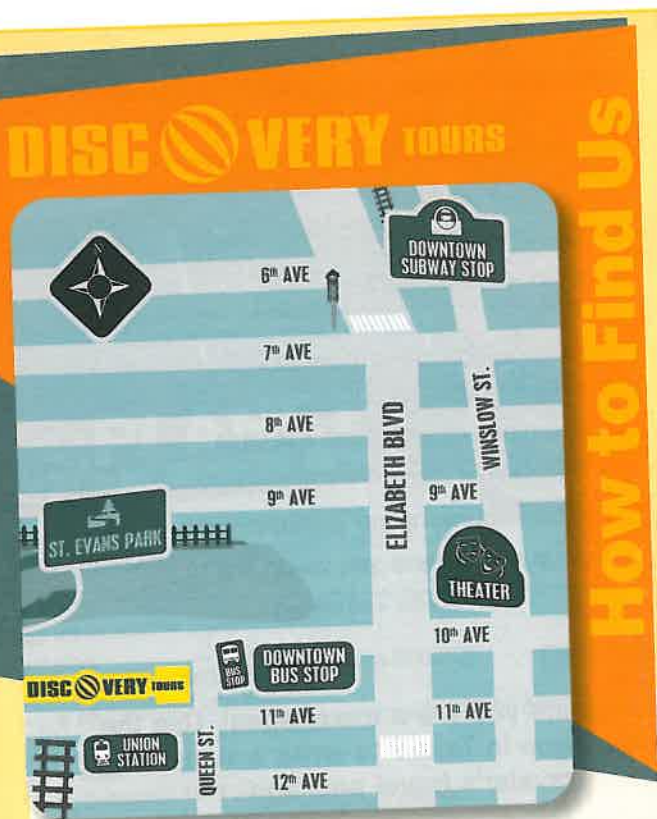 DISCOVERY TOURS
How to Find Us
N
DOWNTOWN
SUBWAY STOP
6th AVE
7th AVE
WINSLOW ST.
8th AVE
ELIZABETH BLVD
9th AVE
9th AVE
ST. EVANS PARK
THEATER
10th AVE
BUS
STOP
DOWNTOWN
BUS STOP
DISCOVERY TOURS
11th AVE
11th AVE
UNION
STATION
QUEEN ST.
12th AVE